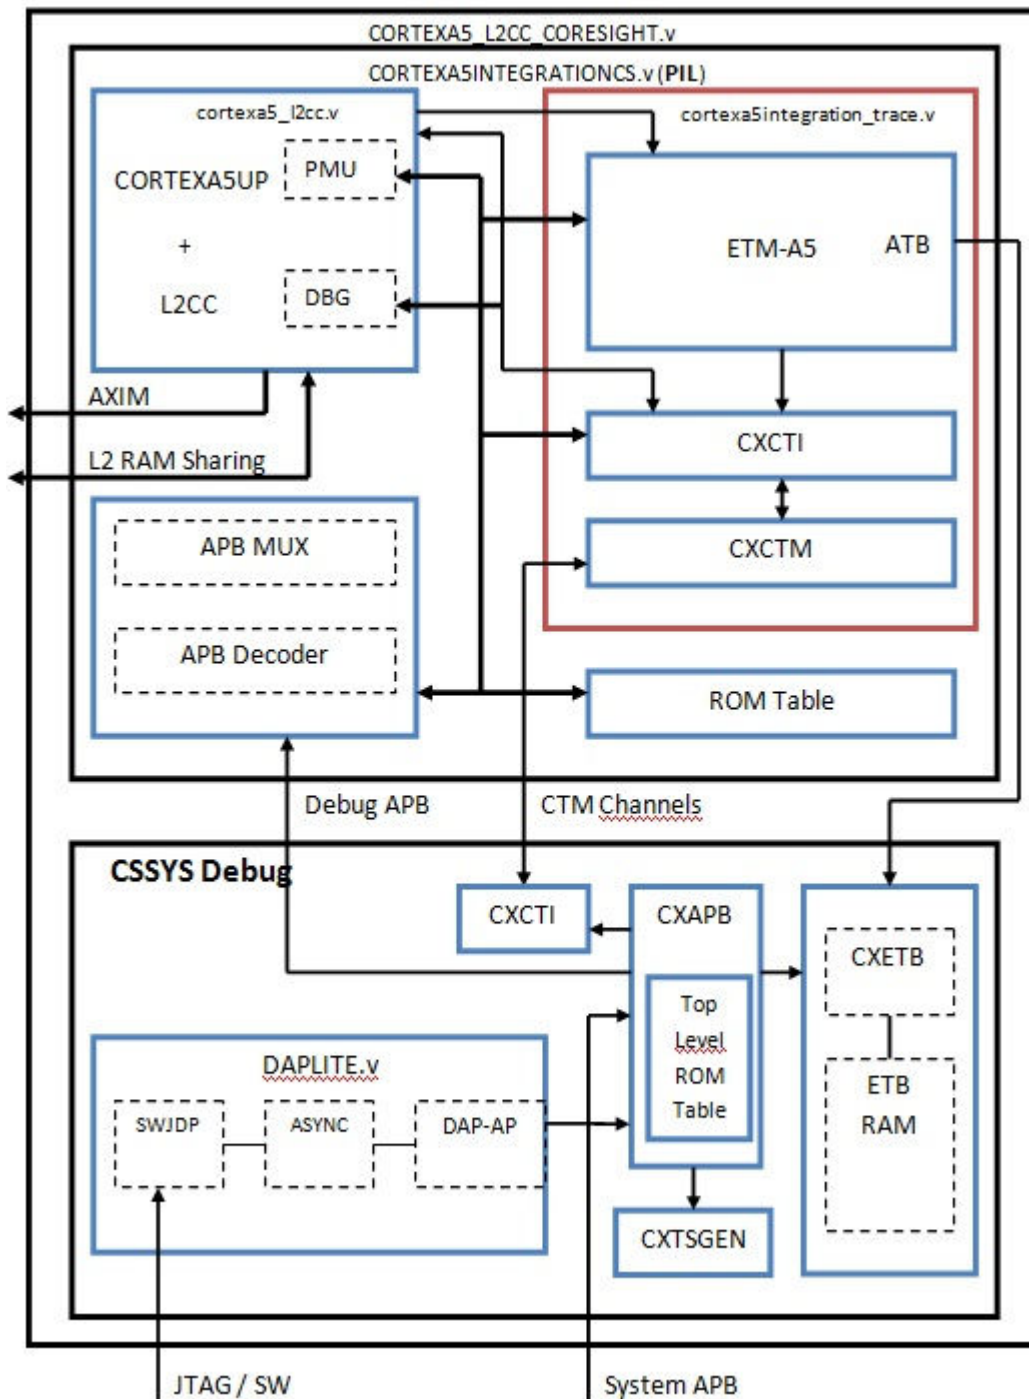 CORTEXA5_L2CC_CORESIGHT.v
CORTEXA5INTEGRATIONCS.v (PIL)
cortexa5_l2cc.v
CORTEXA5UP
+
L2CC
PMU
DBG
cortexa5integration_trace.v
ETM-A5
ATB
CXCTI
CXCTM
AXIM
L2 RAM Sharing
APB MUX
APB Decoder
ROM Table
Debug APB
CTM Channels
CSSYS Debug
CXCTI
CXAPB
Top
Level
ROM
Table
CXETB
ETB
RAM
DAPLITE.v
SWJDP
ASYNC
DAP-AP
CXTSGEN
JTAG / SW
System APB